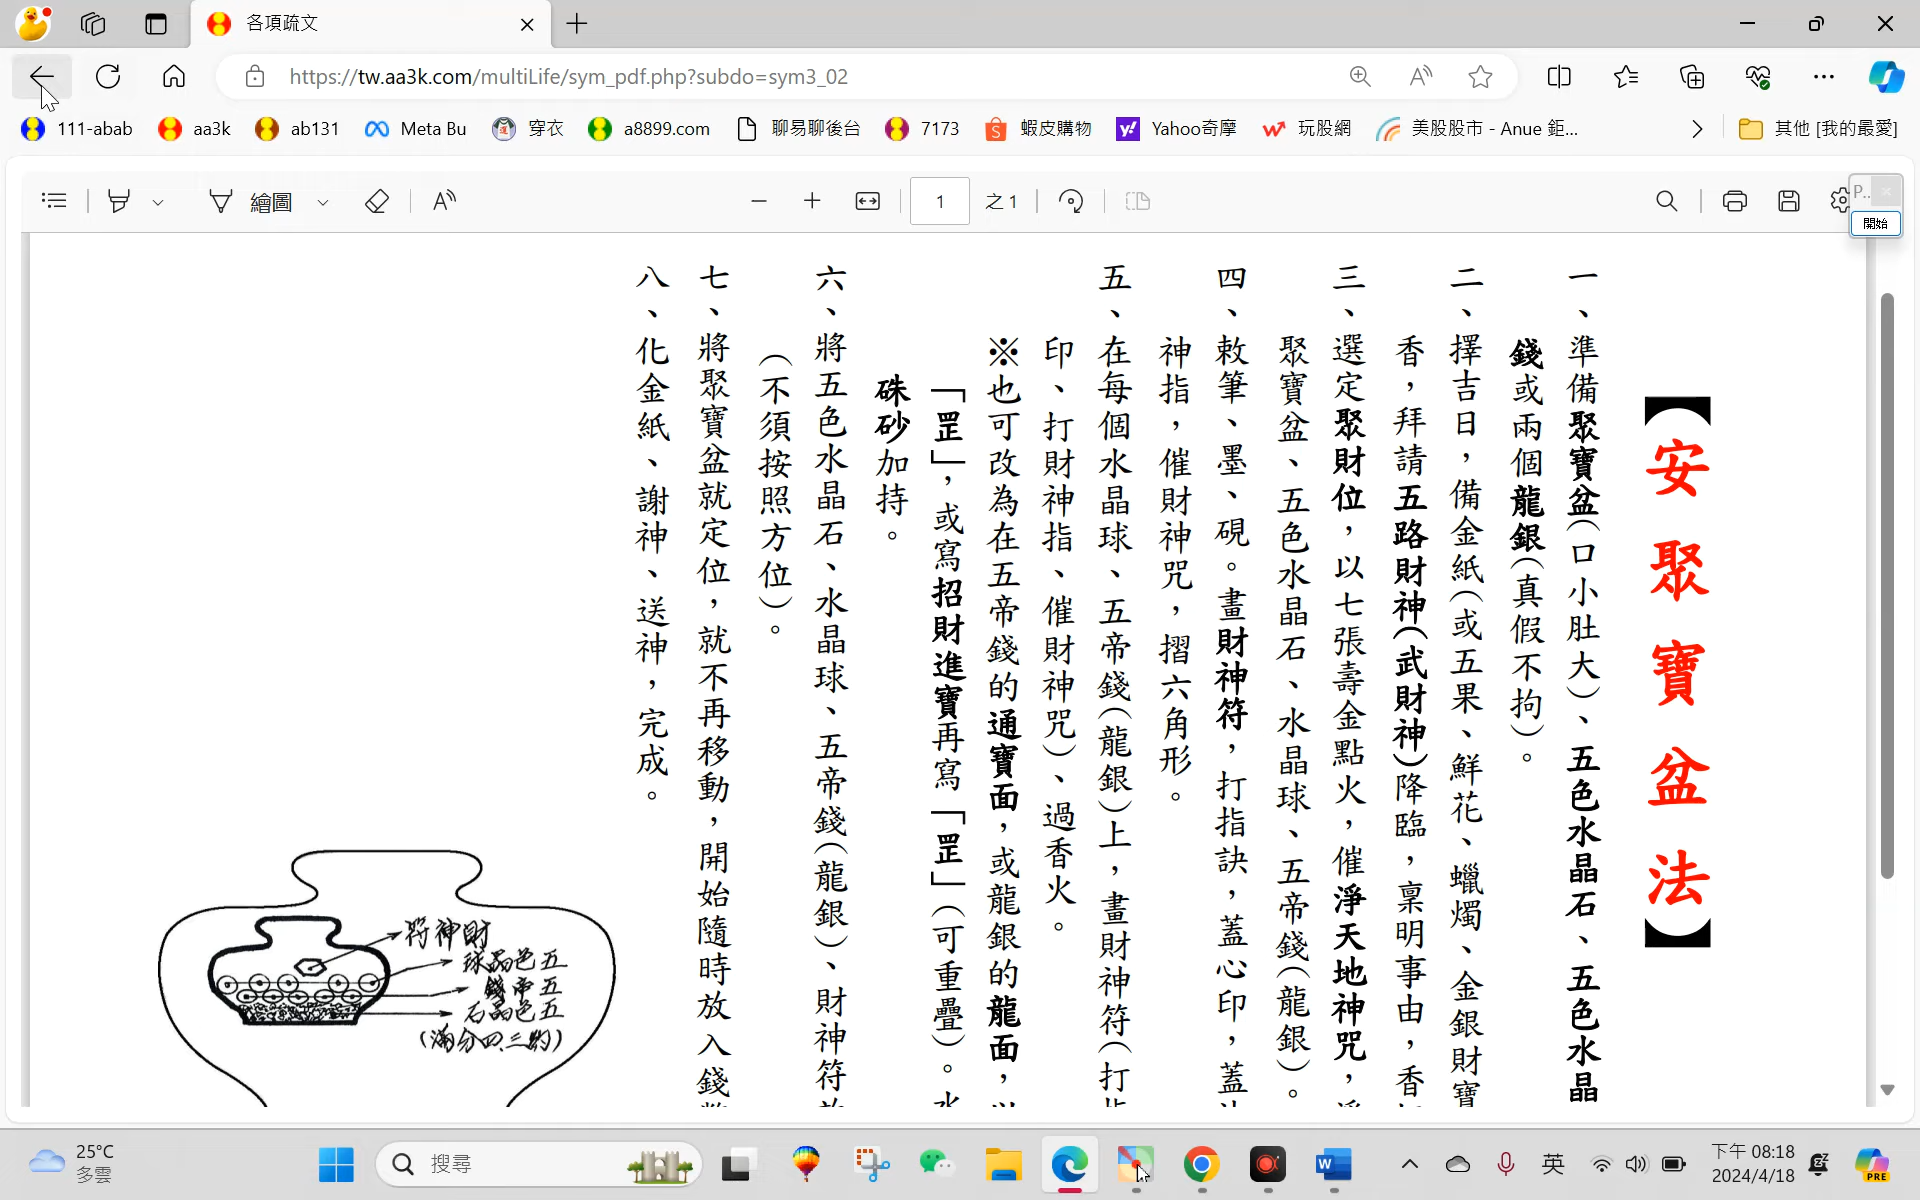 各項疏文
https://tw.aa3k.com/multiLife/sym_pdf.php?subdo=sym3_02
111-abab
aa3k
ab131
Meta Bu
穿衣
a8899.com
聊易聊後台
7173
蝦皮購物
Yahoo奇摩
玩股網
美股股市 - Anue 鉅...
其他 [我的最愛]
繪圖
1
之 1
P...
開始
【安聚寶盆法】
一、準備聚寶盆(口小肚大)、五色水晶石、五色水晶
錢或兩個龍銀(真假不拘)。
二、擇吉日,備金紙(或五果、鮮花、蠟燭、金銀財寶
香,拜請五路財神(武財神)降臨,稟明事由,香
三、選定聚財位,以七張壽金點火,催淨天地神咒,
聚寶盆、五色水晶石、水晶球、五帝錢(龍銀)。
四、敕筆、墨、硯。畫財神符,打指訣,蓋心印,蓋
神指,催財神咒,摺六角形。
五、在每個水晶球、五帝錢(龍銀)上,畫財神符(打
印、打財神指、催財神咒)、過香火。
※也可改為在五帝錢的通寶面,或龍銀的龍面,
「罡」,或寫招財進寶再寫「罡」(可重疊)。
硃砂加持。
六、將五色水晶石、水晶球、五帝錢(龍銀)、財神符
(不須按照方位)。
七、將聚寶盆就定位,就不再移動,開始隨時放入錢
八、化金紙、謝神、送神,完成。
符神財
球晶色五
錢帝五
石晶色五
(滿分四、三約)
25°C
多雲
搜尋
英
下午 08:18
2024/4/18
PRE